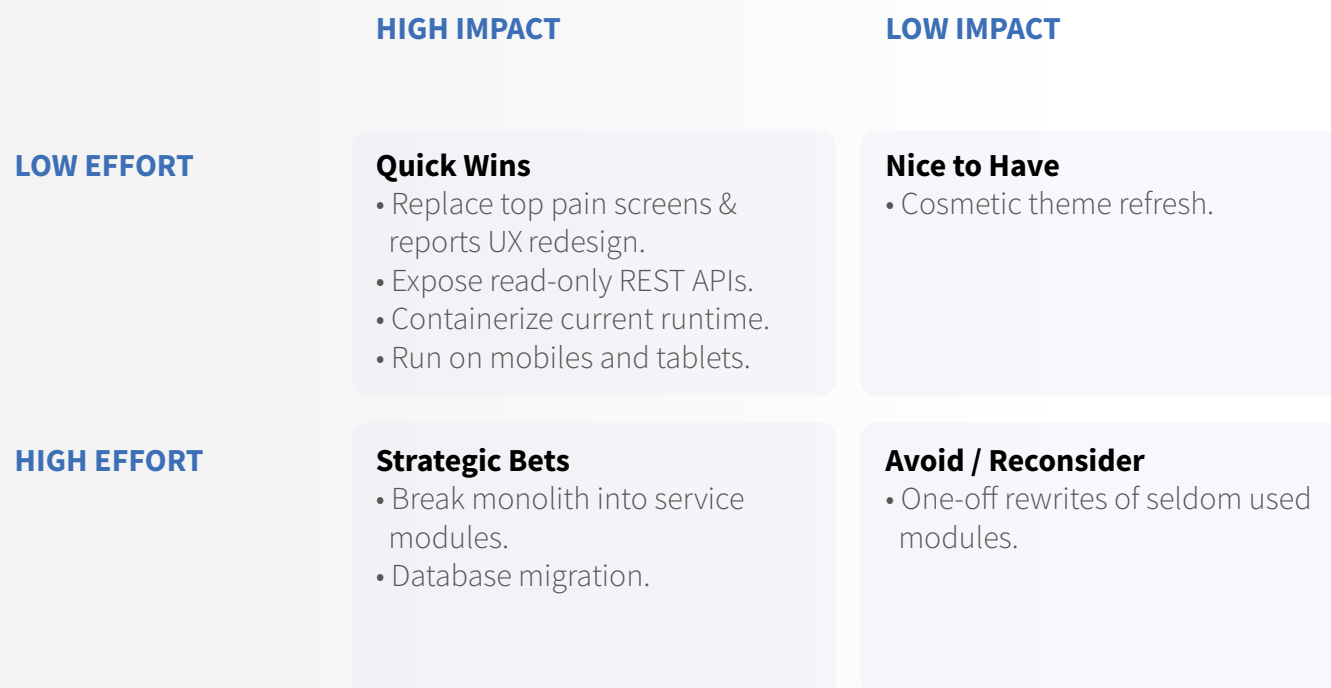 HIGH IMPACT
LOW IMPACT
LOW EFFORT
Quick Wins
• Replace top pain screens &
reports UX redesign.
• Expose read-only REST APIs.
• Containerize current runtime.
• Run on mobiles and tablets.
Nice to Have
• Cosmetic theme refresh.
HIGH EFFORT
Strategic Bets
• Break monolith into service
modules.
• Database migration.
Avoid / Reconsider
• One-off rewrites of seldom used
modules.